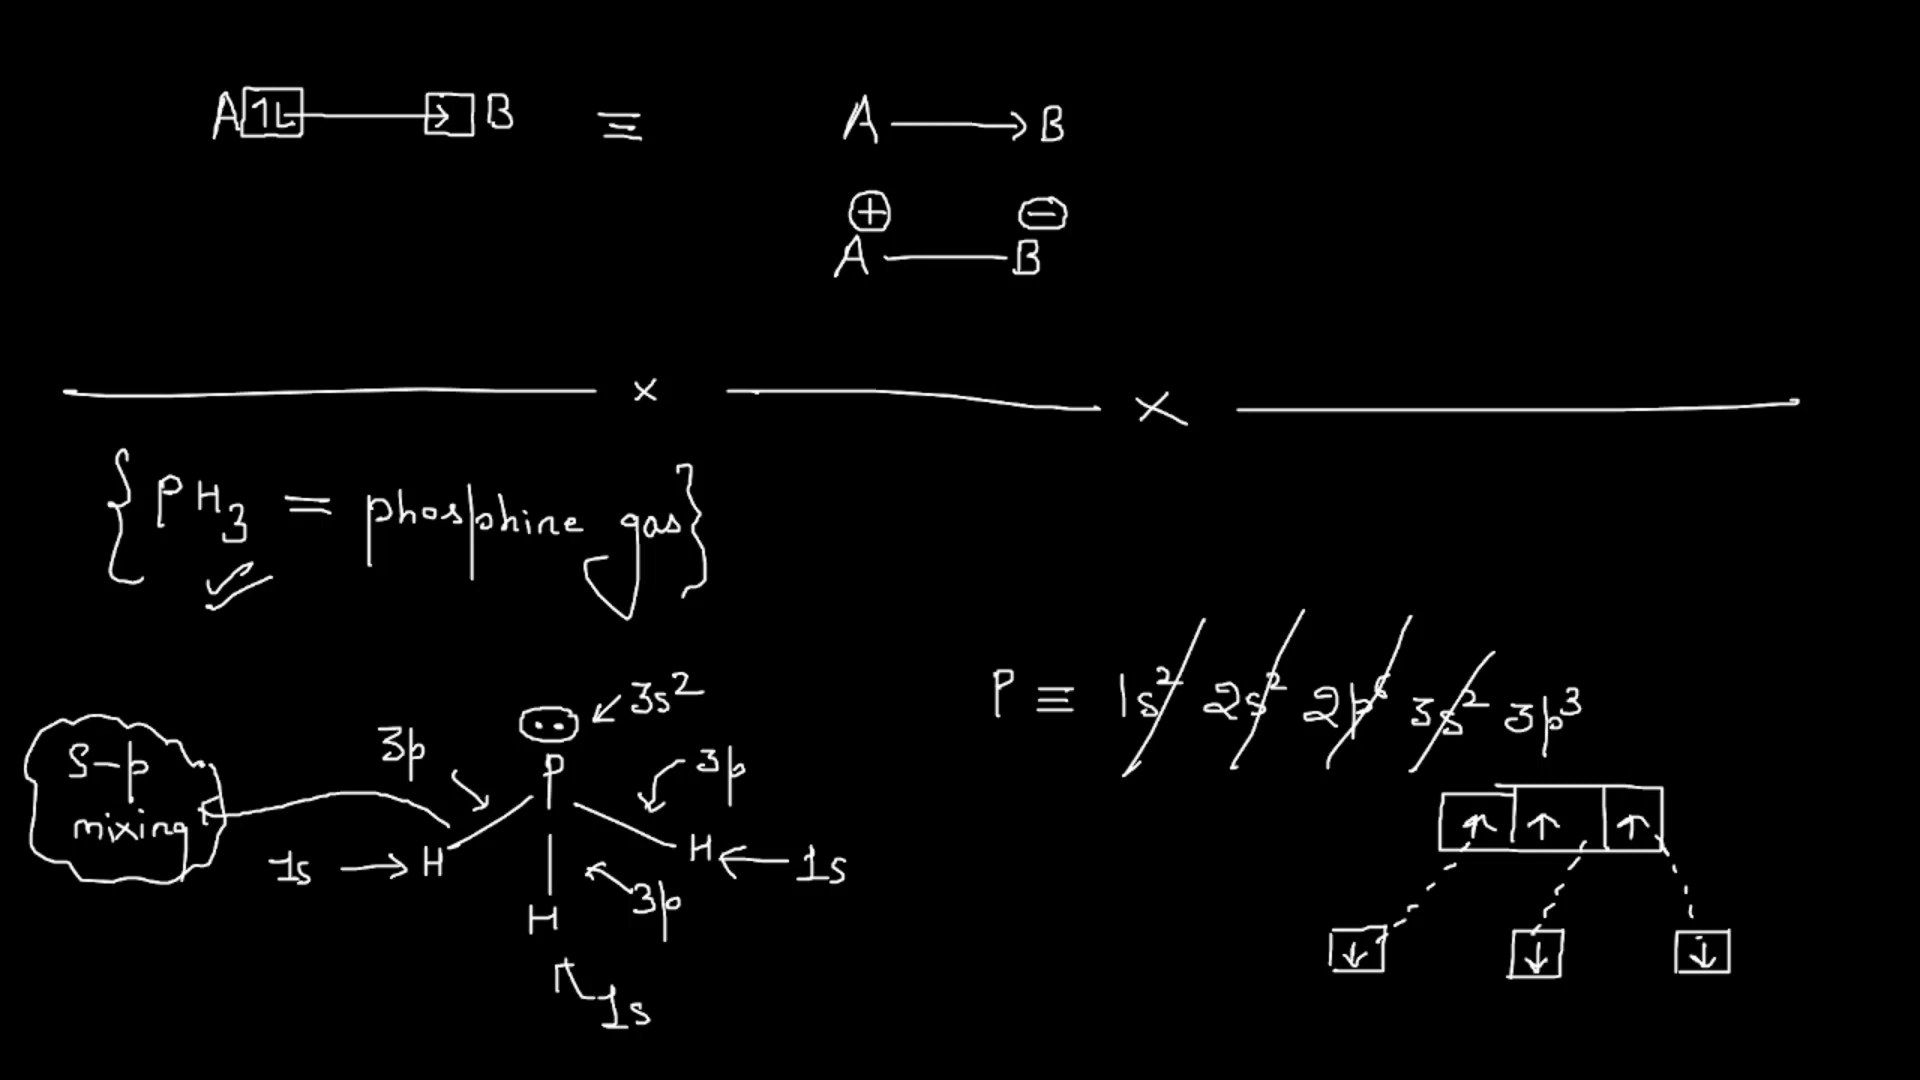 A 1L → B ≡ A → B
⊕ ⊖
A — B
x x
{ PH₃ = phosphine gas }
P ≡ 1s² 2s² 2p⁶ 3s² 3p³
3s²
S-p
mixing
3p
P
3p
1s → H
H ← 1s
↑ ↑ ↑
H
3p
↓ ↓ ↓
1s